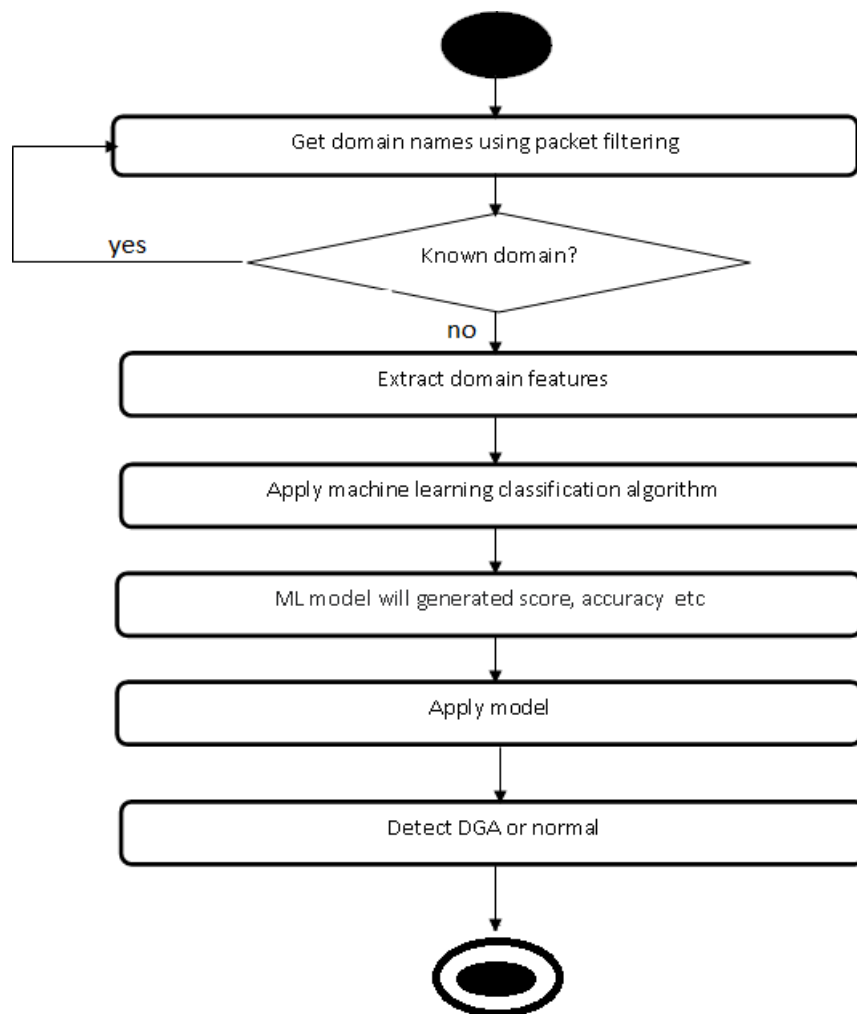 Get domain names using packet filtering
Known domain?
yes
no
Extract domain features
Apply machine learning classification algorithm
ML model will generated score, accuracy etc
Apply model
Detect DGA or normal